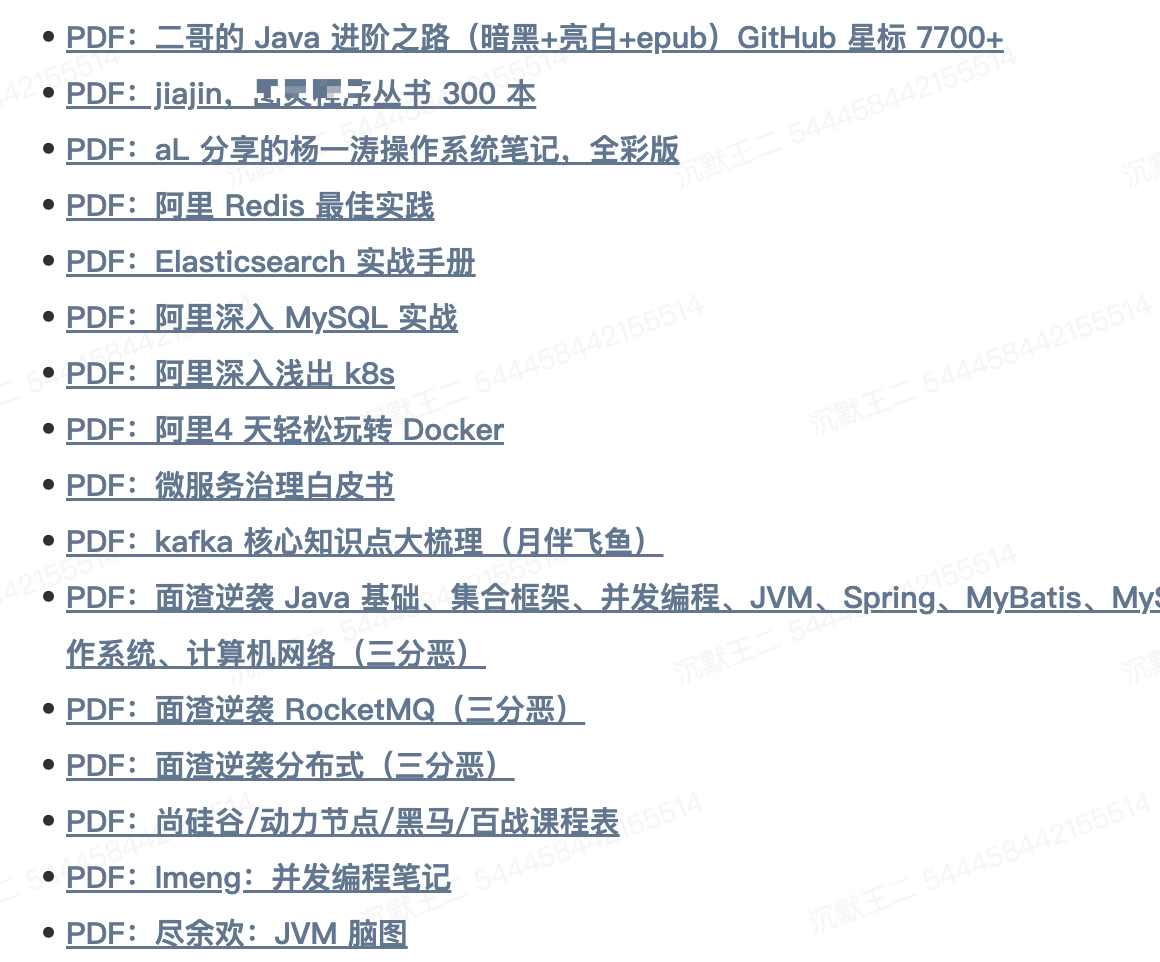 PDF：二哥的 Java 进阶之路（暗黑+亮白+epub）GitHub 星标 7700+
PDF：jiajin，程序丛书 300 本
PDF：aL 分享的杨一涛操作系统笔记，全彩版
PDF：阿里 Redis 最佳实践
PDF：Elasticsearch 实战手册
PDF：阿里深入 MySQL 实战
PDF：阿里深入浅出 k8s
PDF：阿里4 天轻松玩转 Docker
PDF：微服务治理白皮书
PDF：kafka 核心知识点大梳理（月伴飞鱼）
PDF：面渣逆袭 Java 基础、集合框架、并发编程、JVM、Spring、MyBatis、MyS
作系统、计算机网络（三分恶）
PDF：面渣逆袭 RocketMQ（三分恶）
PDF：面渣逆袭分布式（三分恶）
PDF：尚硅谷/动力节点/黑马/百战课程表
PDF：lmeng：并发编程笔记
PDF：尽余欢：JVM 脑图
沉默王二 544458442155514